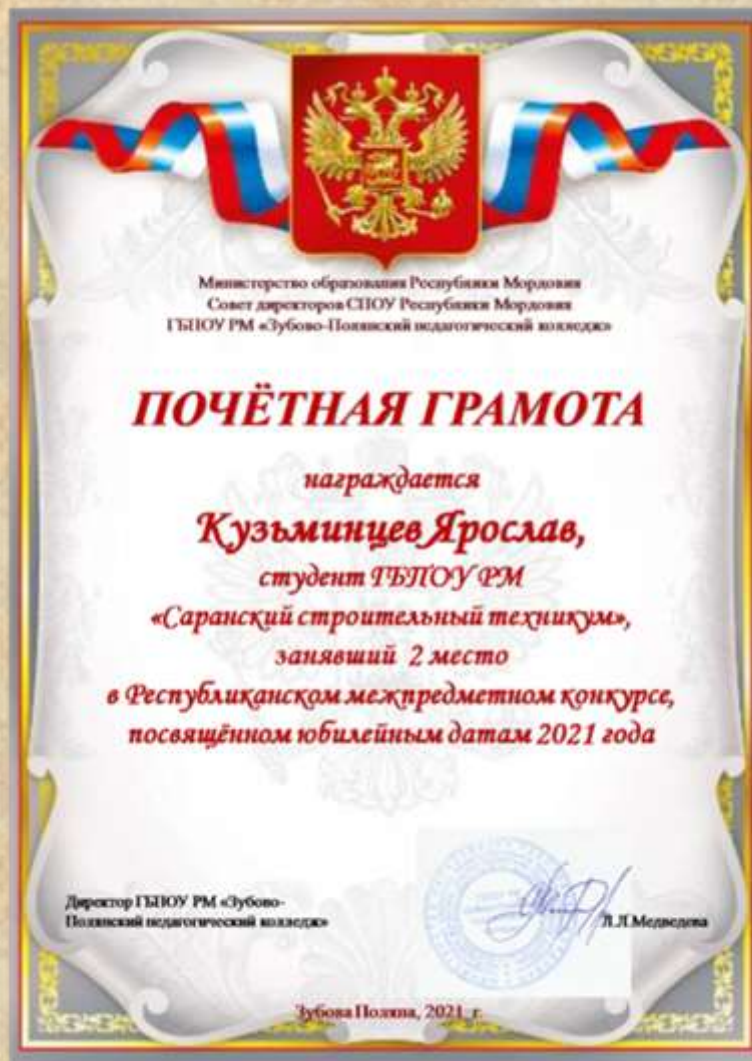 Министерство образования Республики Мордовия
Совет директоров СПОУ Республики Мордовия
ГБПОУ РМ «Зубово-Полянский педагогический колледж»
ПОЧЁТНАЯ ГРАМОТА
награждается
Кузьминцев Ярослав,
студент ГБПОУ РМ
«Саранский строительный техникум»,
занявший 2 место
в Республиканском межпредметном конкурсе,
посвящённом юбилейным датам 2021 года
Директор ГБПОУ РМ «Зубово-
Полянский педагогический колледж»
Л.Л.Медведева
Зубова Поляна, 2021 г.